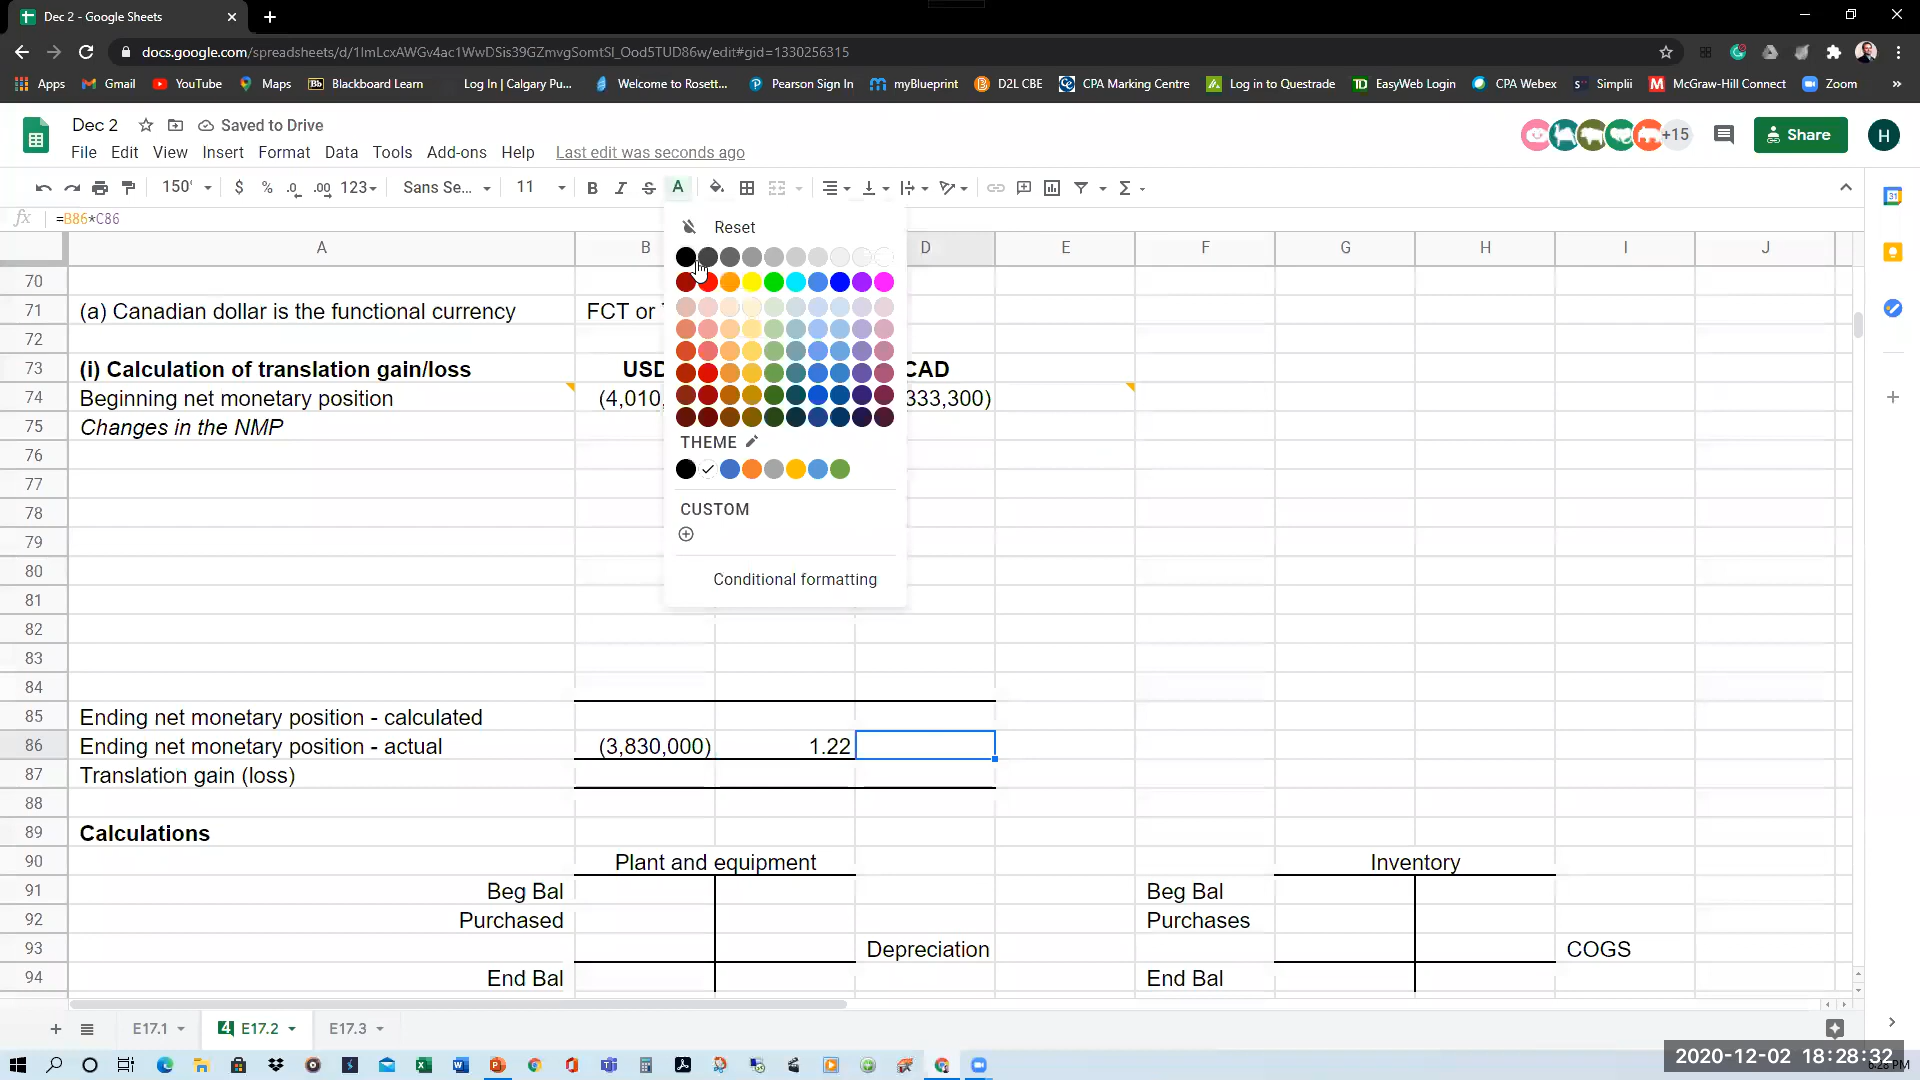 Dec 2 - Google Sheets
docs.google.com/spreadsheets/d/1ImLcxAWGv4ac1WwDSis39GZmvgSomtSl_Ood5TUD86w/edit#gid=1330256315
Apps Gmail YouTube Maps Bb Blackboard Learn Log In | Calgary Pu... Welcome to Rosett... Pearson Sign In myBlueprint D2L CBE CPA Marking Centre Log in to Questrade TD EasyWeb Login CPA Webex Simplii McGraw-Hill Connect Zoom »
Dec 2 Saved to Drive
+15 Share H
File Edit View Insert Format Data Tools Add-ons Help Last edit was seconds ago
$ % .0 .00 123 Sans Se... 11 B I S A
fx =B86*C86
Reset
A B D E F G H I J
70
71 (a) Canadian dollar is the functional currency FCT or
72
73 (i) Calculation of translation gain/loss USD CAD
74 Beginning net monetary position (4,010, 333,300)
75 Changes in the NMP
THEME
76
77
CUSTOM
78
79
80 Conditional formatting
81
82
83
84
85 Ending net monetary position - calculated
86 Ending net monetary position - actual (3,830,000) 1.22
87 Translation gain (loss)
88
89 Calculations
90 Plant and equipment Inventory
91 Beg Bal Beg Bal
92 Purchased Purchases
93 Depreciation COGS
94 End Bal End Bal
E17.1 4 E17.2 E17.3
2020-12-02 18:28:32